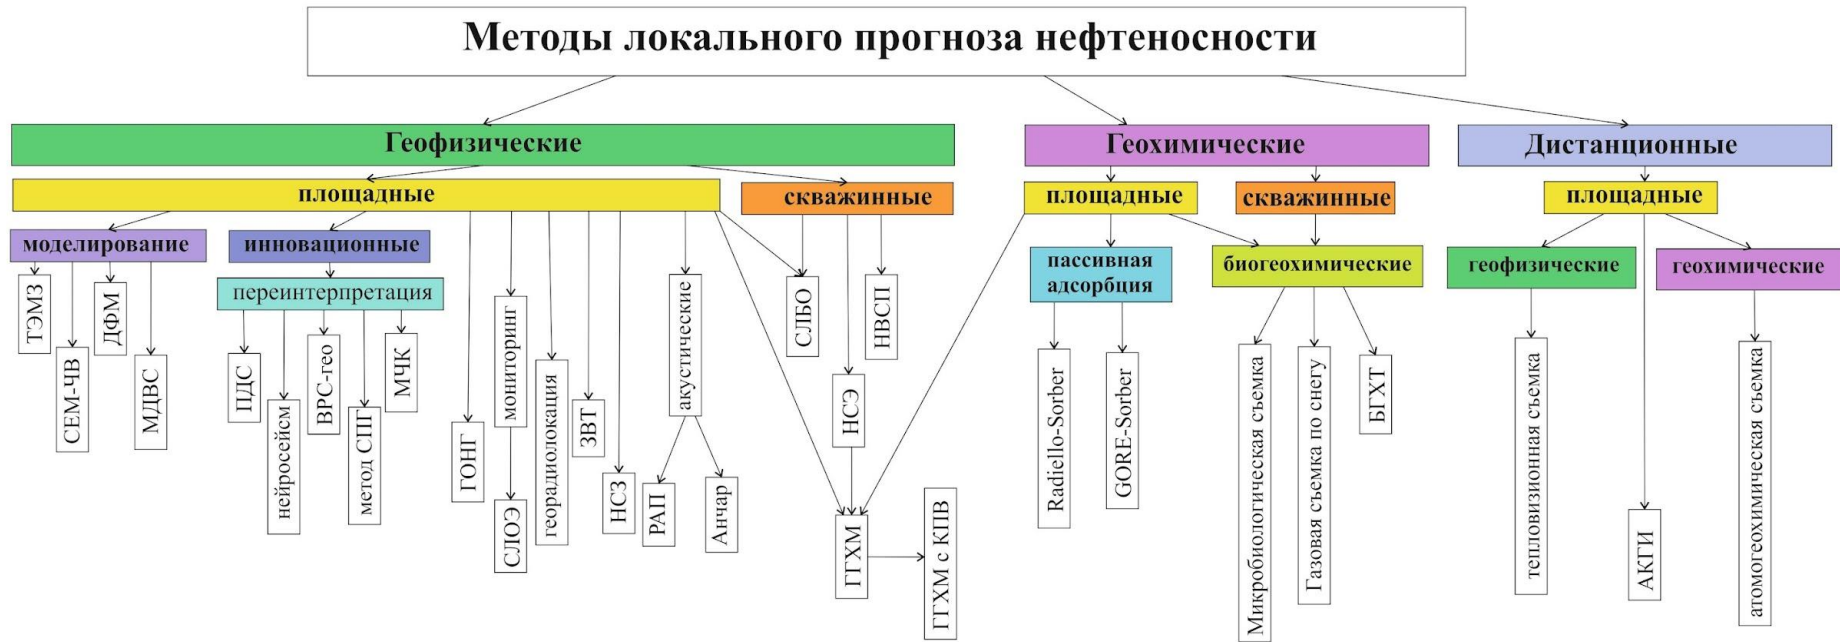 Методы локального прогноза нефтеносности
Геофизические
Геохимические
Дистанционные
площадные
скважинные
площадные
скважинные
площадные
моделирование
инновационные
переинтерпретация
пассивная
адсорбция
биогеохимические
геофизические
геохимические
ТЭМЗ
СЕМ-ЧВ
ДФМ
МДВС
ПДС
нейросейсм
ВРС-гео
метод СПГ
МЧК
ГОНГ
мониторинг
СЛОЭ
георадиолокация
ЗВТ
НСЗ
акустические
РАП
Анчар
СЛБО
НСЭ
НВСП
ГГХМ
ГГХМ с КПВ
Radiello-Sorber
GORE-Sorber
Микробиологическая съемка
Газовая съемка по снегу
БГХТ
тепловизионная съемка
АКГИ
атомогеохимическая съемка